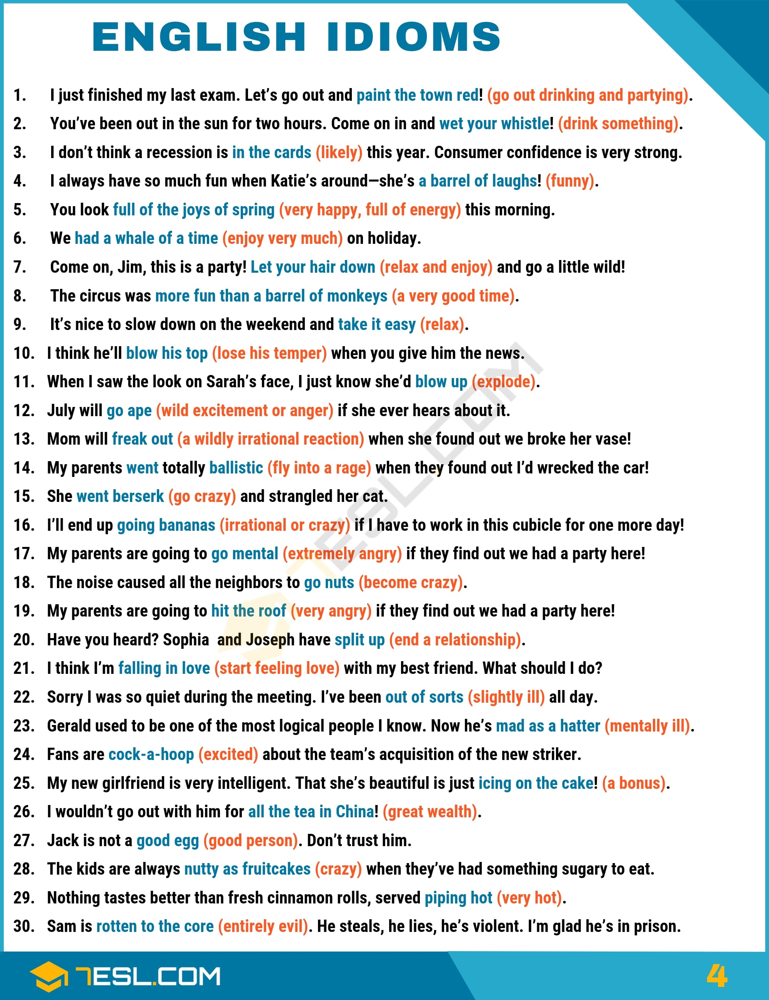 ENGLISH IDIOMS
1. I just finished my last exam. Let’s go out and paint the town red! (go out drinking and partying).
2. You’ve been out in the sun for two hours. Come on in and wet your whistle! (drink something).
3. I don’t think a recession is in the cards (likely) this year. Consumer confidence is very strong.
4. I always have so much fun when Katie’s around—she’s a barrel of laughs! (funny).
5. You look full of the joys of spring (very happy, full of energy) this morning.
6. We had a whale of a time (enjoy very much) on holiday.
7. Come on, Jim, this is a party! Let your hair down (relax and enjoy) and go a little wild!
8. The circus was more fun than a barrel of monkeys (a very good time).
9. It’s nice to slow down on the weekend and take it easy (relax).
10. I think he’ll blow his top (lose his temper) when you give him the news.
11. When I saw the look on Sarah’s face, I just know she’d blow up (explode).
12. July will go ape (wild excitement or anger) if she ever hears about it.
13. Mom will freak out (a wildly irrational reaction) when she found out we broke her vase!
14. My parents went totally ballistic (fly into a rage) when they found out I’d wrecked the car!
15. She went berserk (go crazy) and strangled her cat.
16. I’ll end up going bananas (irrational or crazy) if I have to work in this cubicle for one more day!
17. My parents are going to go mental (extremely angry) if they find out we had a party here!
18. The noise caused all the neighbors to go nuts (become crazy).
19. My parents are going to hit the roof (very angry) if they find out we had a party here!
20. Have you heard? Sophia and Joseph have split up (end a relationship).
21. I think I’m falling in love (start feeling love) with my best friend. What should I do?
22. Sorry I was so quiet during the meeting. I’ve been out of sorts (slightly ill) all day.
23. Gerald used to be one of the most logical people I know. Now he’s mad as a hatter (mentally ill).
24. Fans are cock-a-hoop (excited) about the team’s acquisition of the new striker.
25. My new girlfriend is very intelligent. That she’s beautiful is just icing on the cake! (a bonus).
26. I wouldn’t go out with him for all the tea in China! (great wealth).
27. Jack is not a good egg (good person). Don’t trust him.
28. The kids are always nutty as fruitcakes (crazy) when they’ve had something sugary to eat.
29. Nothing tastes better than fresh cinnamon rolls, served piping hot (very hot).
30. Sam is rotten to the core (entirely evil). He steals, he lies, he’s violent. I’m glad he’s in prison.
7ESL.COM
7ESL.COM
4